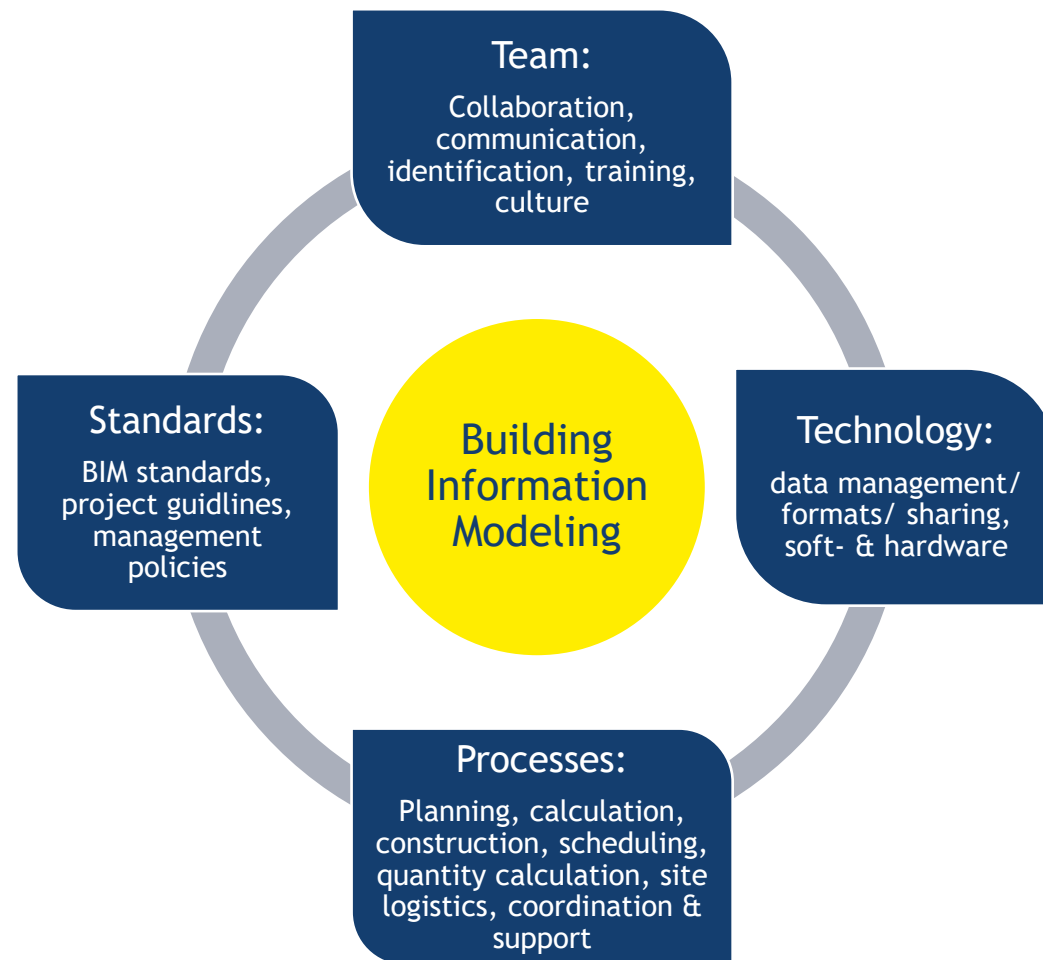 Team:
Collaboration,
communication,
identification, training,
culture
Standards:
BIM standards,
project guidlines,
management
policies
Building
Information
Modeling
Technology:
data management/
formats/ sharing,
soft- & hardware
Processes:
Planning, calculation,
construction, scheduling,
quantity calculation, site
logistics, coordination &
support